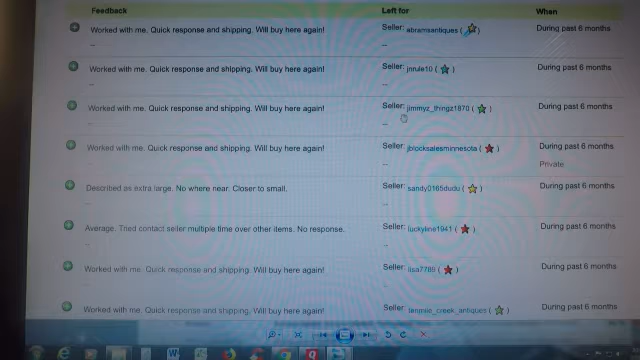 Feedback Left for When
Worked with me. Quick response and shipping. Will buy here again! Seller: abramsantiques ( ) During past 6 months
--
--
Worked with me. Quick response and shipping. Will buy here again! Seller: jnrule10 ( ) During past 6 months
--
--
Worked with me. Quick response and shipping. Will buy here again! Seller: jimmyz_thingz1870 ( ) During past 6 months
--
--
Worked with me. Quick response and shipping. Will buy here again! Seller: jblocksalesminnesota ( ) During past 6 months
-- Private
Described as extra large. No where near. Closer to small. Seller: sandy0165dudu ( ) During past 6 months
--
--
Average. Tried contact seller multiple time over other items. No response. Seller: luckyline1941 ( ) During past 6 months
--
--
Worked with me. Quick response and shipping. Will buy here again! Seller: lisa7789 ( ) During past 6 months
--
Worked with me. Quick response and shipping. Will buy here again! Seller: During past 6 months